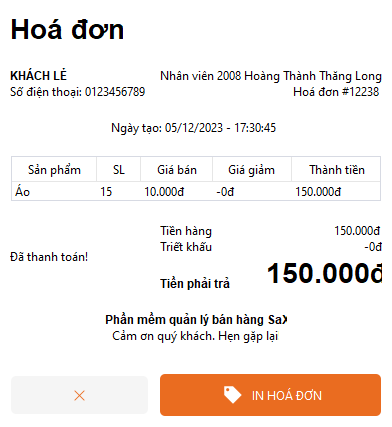 Hoá đơn
KHÁCH LẺ
Nhân viên 2008 Hoàng Thành Thăng Long
Số điện thoại: 0123456789
Hoá đơn #12238
Ngày tạo: 05/12/2023 - 17:30:45
Sản phẩm SL Giá bán Giá giảm Thành tiền
Áo 15 10.000đ -0đ 150.000đ
Tiền hàng 150.000đ
Triết khấu -0đ
Đã thanh toán!
Tiền phải trả 150.000đ
Phần mềm quản lý bán hàng SaX
Cảm ơn quý khách. Hẹn gặp lại
IN HOÁ ĐƠN